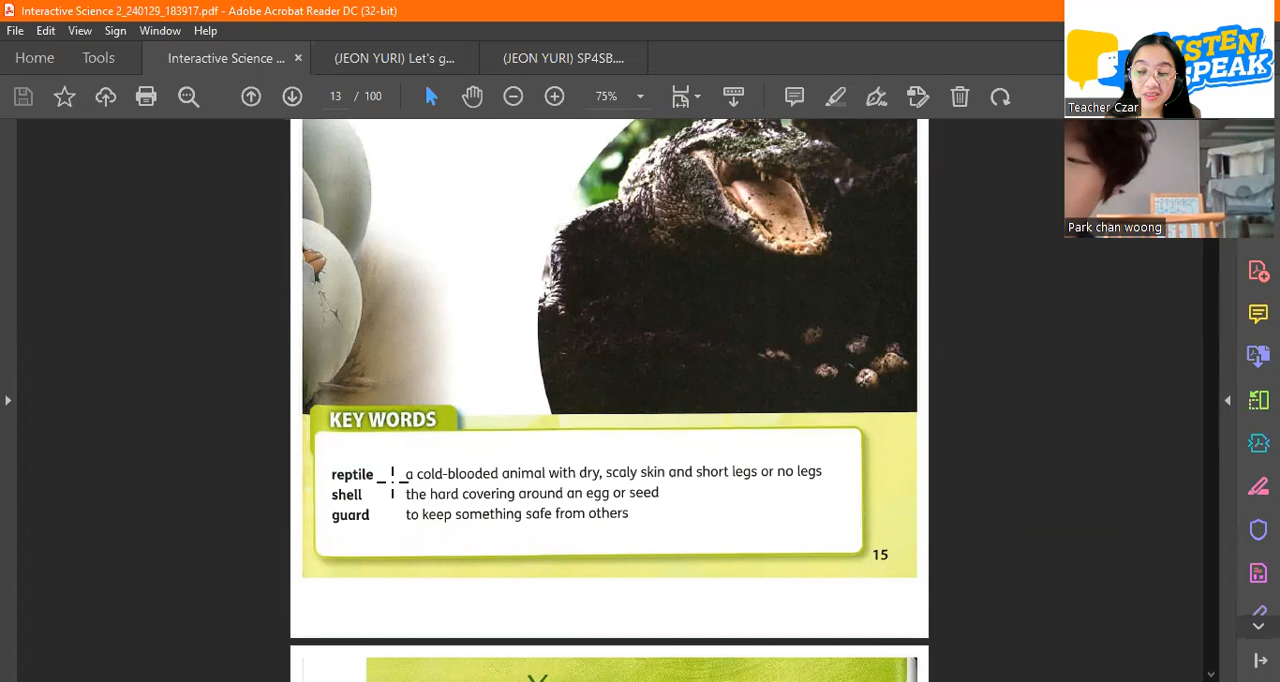 Interactive Science 2_240129_183917.pdf - Adobe Acrobat Reader DC (32-bit)
File Edit View Sign Window Help
Home Tools Interactive Science ... × (JEON YURI) Let's g... (JEON YURI) SP4SB....
13 / 100 75%
LISTEN
SPEAK
Teacher Czar
Park chan woong
KEY WORDS
reptile a cold-blooded animal with dry, scaly skin and short legs or no legs
shell the hard covering around an egg or seed
guard to keep something safe from others
15